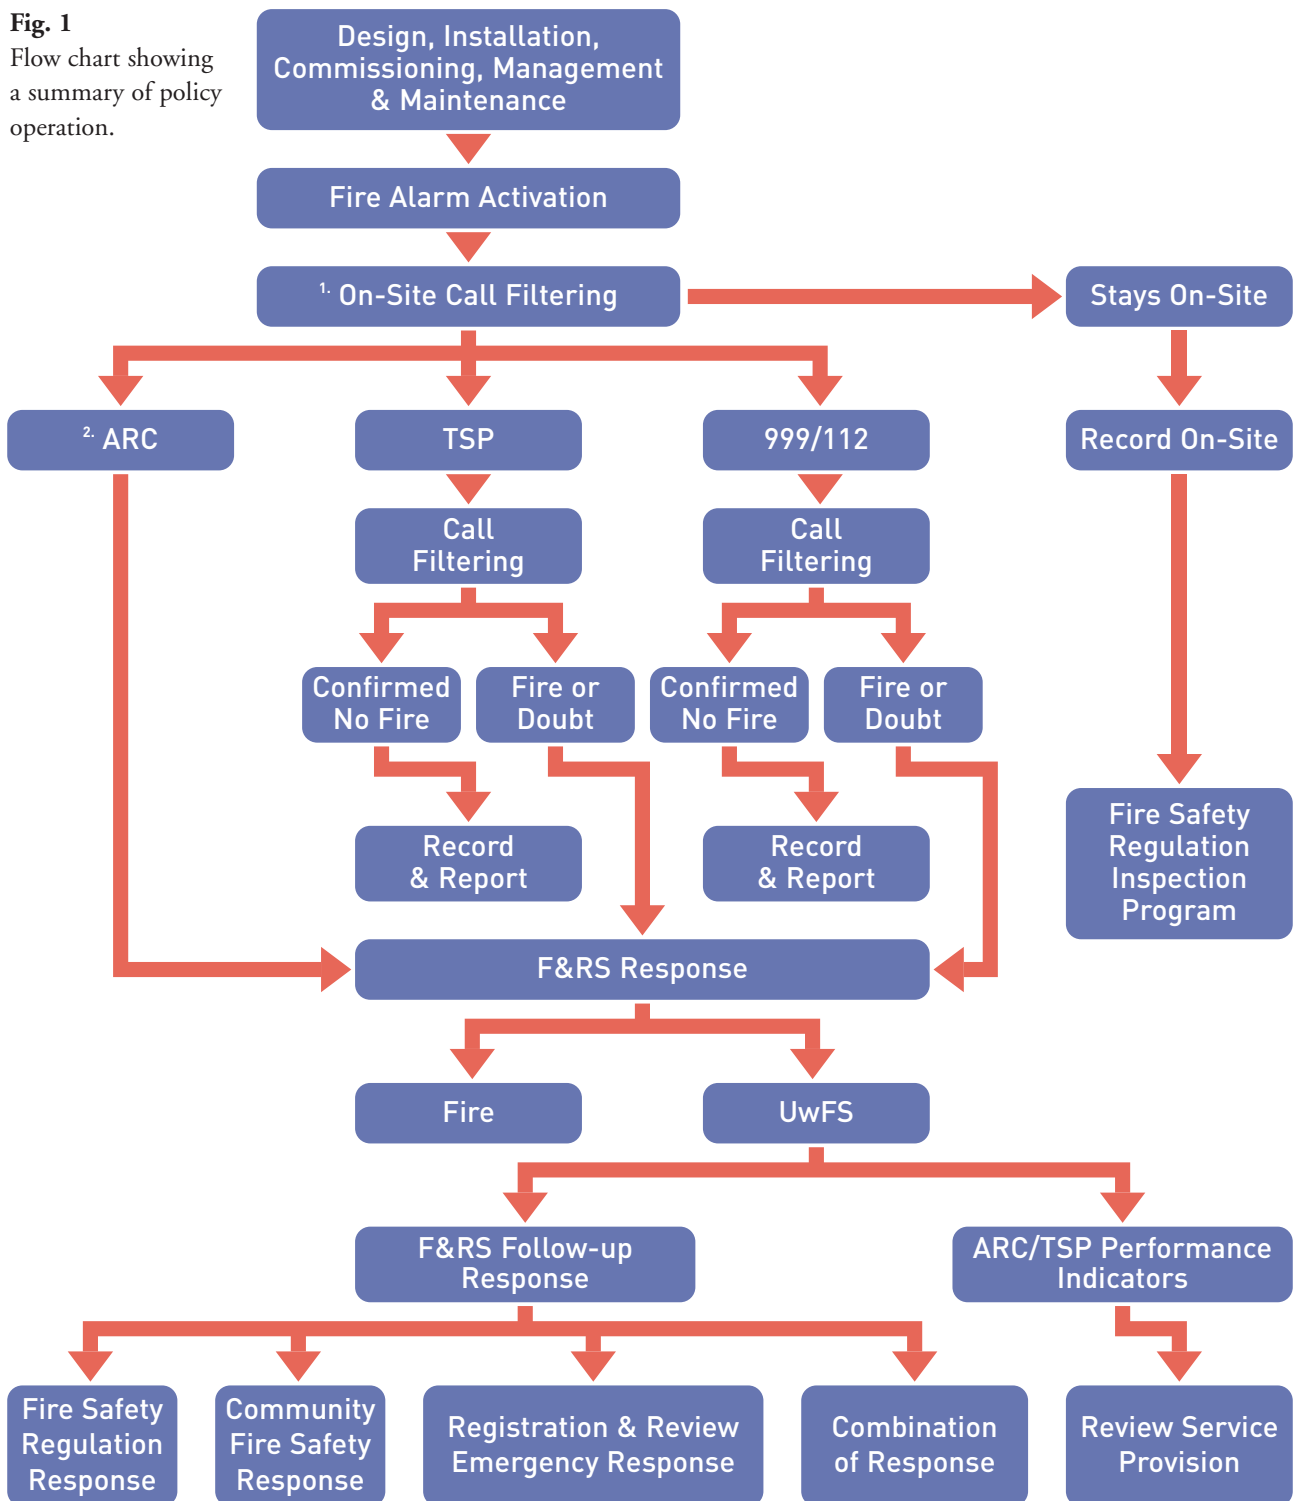 Fig. 1
Flow chart showing
a summary of policy
operation.
Design, Installation,
Commissioning, Management
& Maintenance
Fire Alarm Activation
1. On-Site Call Filtering
Stays On-Site
2. ARC
TSP
999/112
Record On-Site
Call
Filtering
Call
Filtering
Confirmed
No Fire
Fire or
Doubt
Confirmed
No Fire
Fire or
Doubt
Record
& Report
Record
& Report
Fire Safety
Regulation
Inspection
Program
F&RS Response
Fire
UwFS
F&RS Follow-up
Response
ARC/TSP Performance
Indicators
Fire Safety
Regulation
Response
Community
Fire Safety
Response
Registration & Review
Emergency Response
Combination
of Response
Review Service
Provision